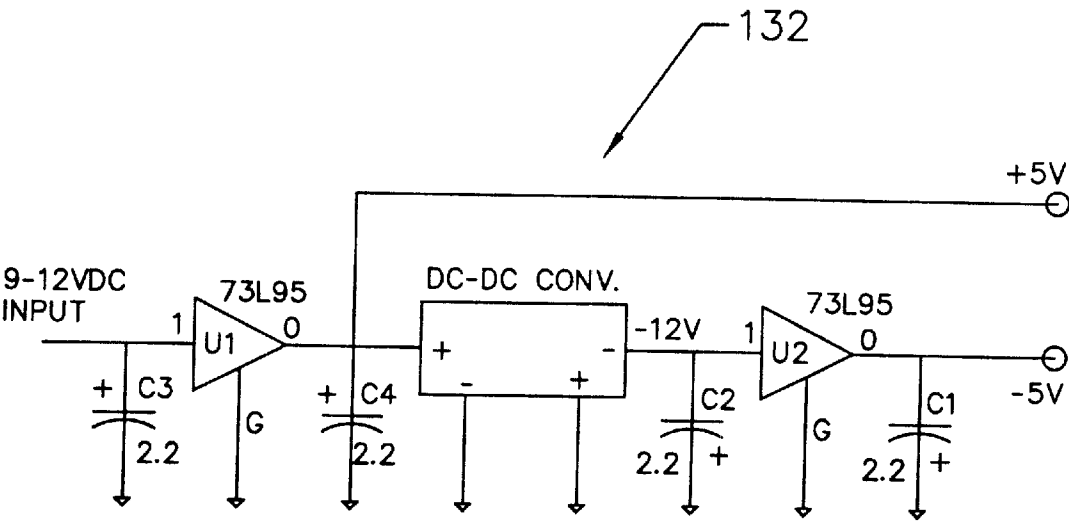 132
+5V
9-12VDC
INPUT
73L95
DC-DC CONV.
73L95
1
U1
0
+
-
-
+
-12V
1
U2
0
-5V
+
C3
2.2
G
+
C4
2.2
C2
2.2
+
G
C1
2.2
+